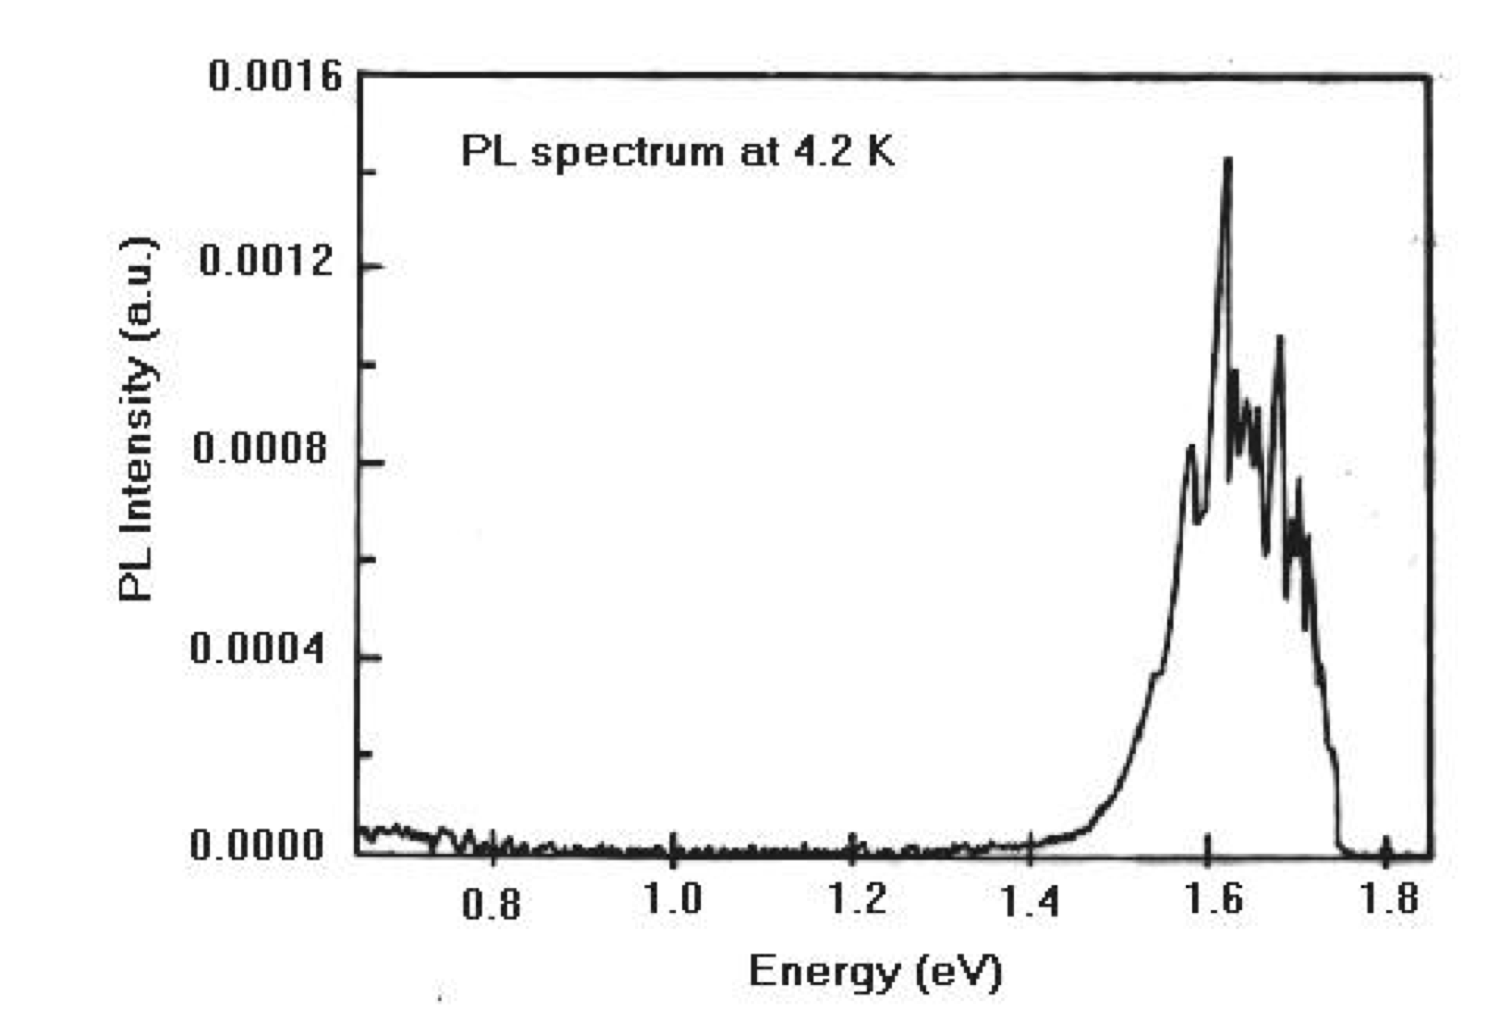 0.0016
PL spectrum at 4.2 K
0.0012
0.0008
0.0004
0.0000
PL Intensity (a.u.)
0.8 1.0 1.2 1.4 1.6 1.8
Energy (eV)